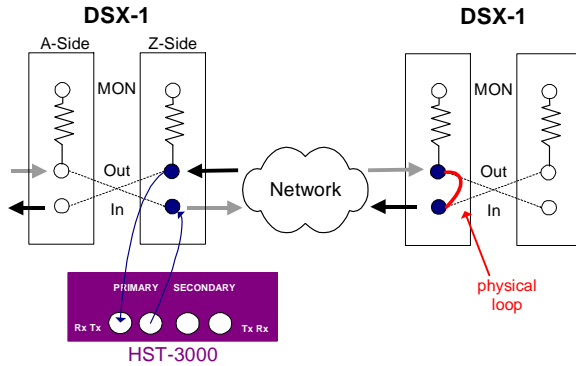 DSX-1
DSX-1
A-Side
Z-Side
MON
MON
Out
In
Network
Out
In
physical
loop
PRIMARY
SECONDARY
Rx Tx
Tx Rx
HST-3000